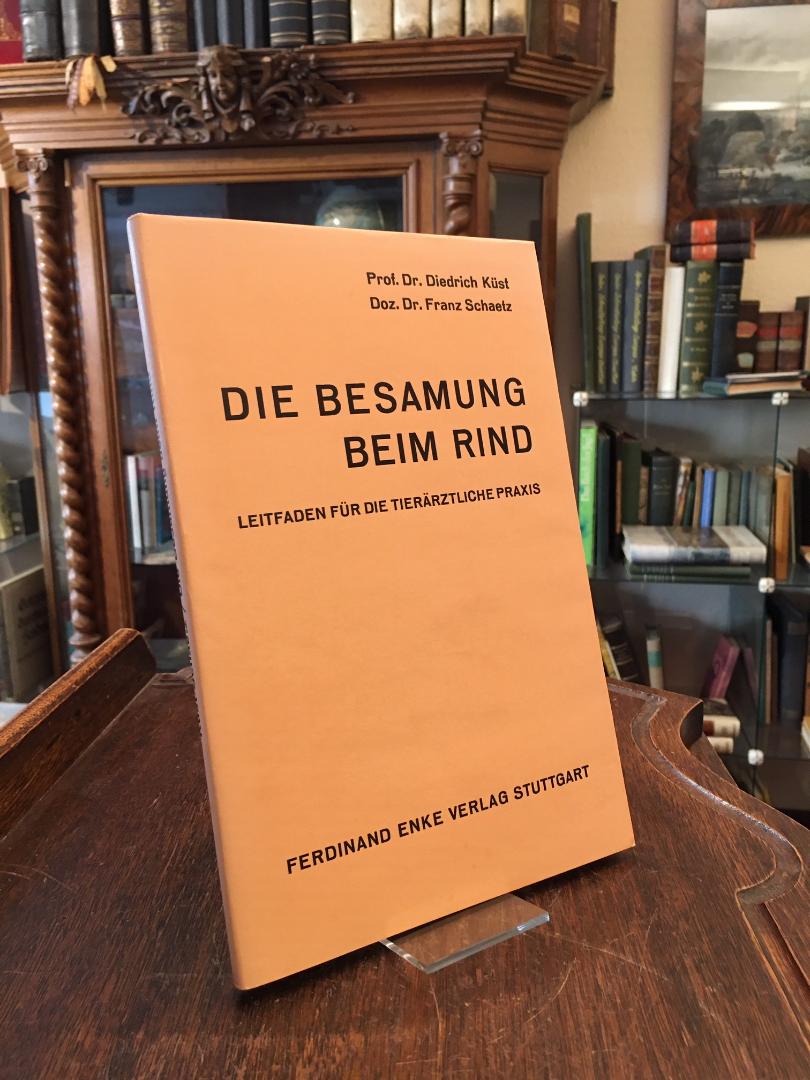 Prof. Dr. Diedrich Küst
Doz. Dr. Franz Schaetz
DIE BESAMUNG
BEIM RIND
LEITFADEN FÜR DIE TIERÄRZTLICHE PRAXIS
FERDINAND ENKE VERLAG STUTTGART